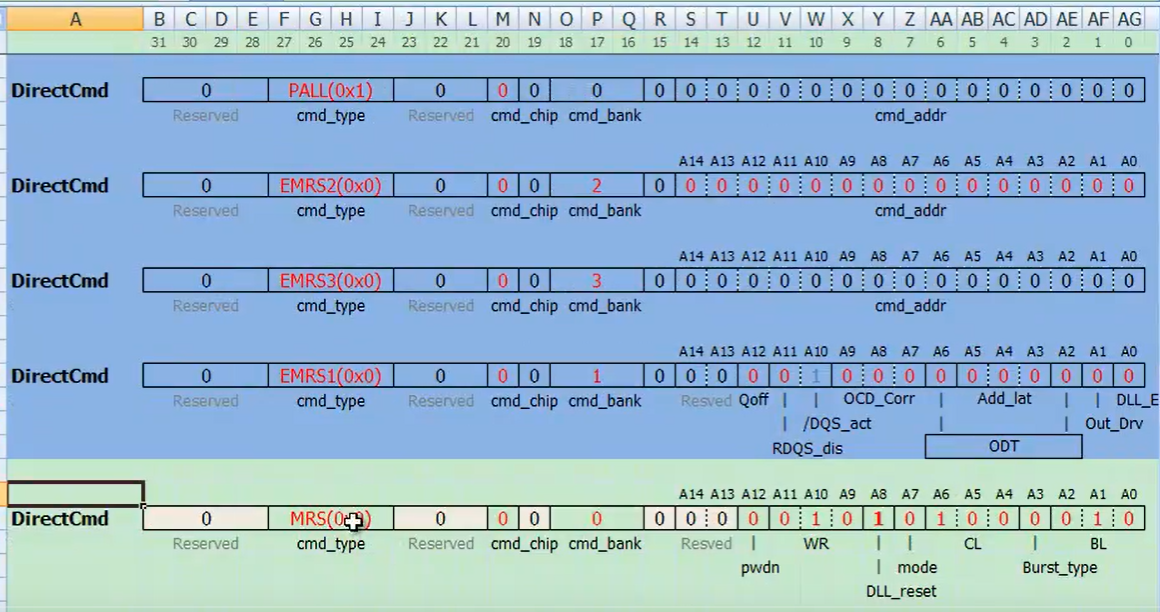 A B C D E F G H I J K L M N O P Q R S T U V W X Y Z AA AB AC AD AE AF AG
31 30 29 28 27 26 25 24 23 22 21 20 19 18 17 16 15 14 13 12 11 10 9 8 7 6 5 4 3 2 1 0
DirectCmd 0 PALL(0x1) 0 0 0 0 0 0 0 0 0 0 0 0 0 0 0 0 0 0 0 0
Reserved cmd_type Reserved cmd_chip cmd_bank cmd_addr
A14 A13 A12 A11 A10 A9 A8 A7 A6 A5 A4 A3 A2 A1 A0
DirectCmd 0 EMRS2(0x0) 0 0 0 2 0 0 0 0 0 0 0 0 0 0 0 0 0 0 0 0
Reserved cmd_type Reserved cmd_chip cmd_bank cmd_addr
A14 A13 A12 A11 A10 A9 A8 A7 A6 A5 A4 A3 A2 A1 A0
DirectCmd 0 EMRS3(0x0) 0 0 0 3 0 0 0 0 0 0 0 0 0 0 0 0 0 0 0 0
Reserved cmd_type Reserved cmd_chip cmd_bank cmd_addr
A14 A13 A12 A11 A10 A9 A8 A7 A6 A5 A4 A3 A2 A1 A0
DirectCmd 0 EMRS1(0x0) 0 0 0 1 0 0 0 0 0 1 0 0 0 0 0 0 0 0 0 0
Reserved cmd_type Reserved cmd_chip cmd_bank Resved Qoff | | OCD_Corr | Add_lat | | DLL_E
| /DQS_act | | Out_Drv
RDQS_dis ODT
A14 A13 A12 A11 A10 A9 A8 A7 A6 A5 A4 A3 A2 A1 A0
DirectCmd 0 MRS(0 ) 0 0 0 0 0 0 0 0 0 1 0 1 0 1 0 0 0 0 1 0
Reserved cmd_type Reserved cmd_chip cmd_bank Resved | WR | | CL | BL
pwdn | mode Burst_type
DLL_reset